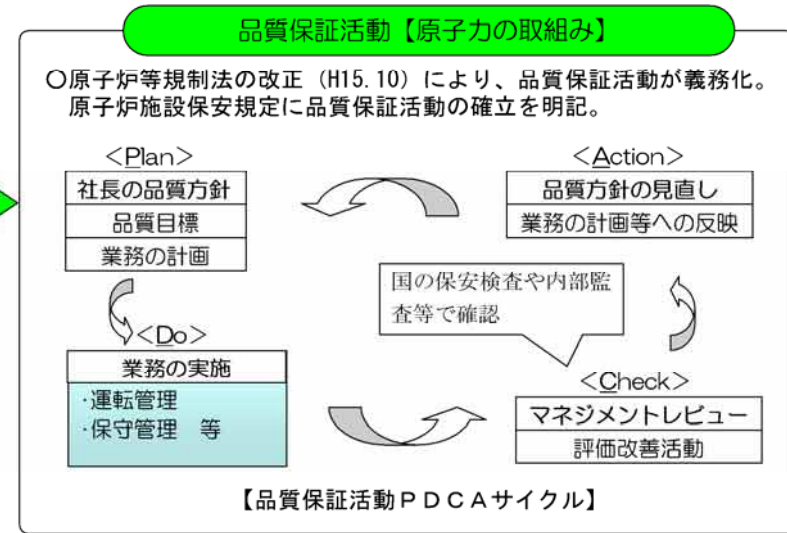 品質保証活動【原子力の取組み】
〇原子炉等規制法の改正（H15.10）により、品質保証活動が義務化。
原子炉施設保安規定に品質保証活動の確立を明記。
＜Plan＞
社長の品質方針
品質目標
業務の計画
＜Action＞
品質方針の見直し
業務の計画等への反映
国の保安検査や内部監
査等で確認
＜Do＞
業務の実施
・運転管理
・保守管理　等
＜Check＞
マネジメントレビュー
評価改善活動
【品質保証活動ＰＤＣＡサイクル】